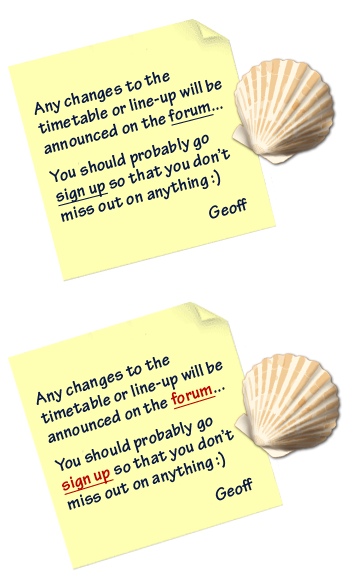 Any changes to the
timetable or line-up will be
announced on the forum...
You should probably go
sign up so that you don't
miss out on anything :)
Geoff
Any changes to the
timetable or line-up will be
announced on the forum...
You should probably go
sign up so that you don't
miss out on anything :)
Geoff